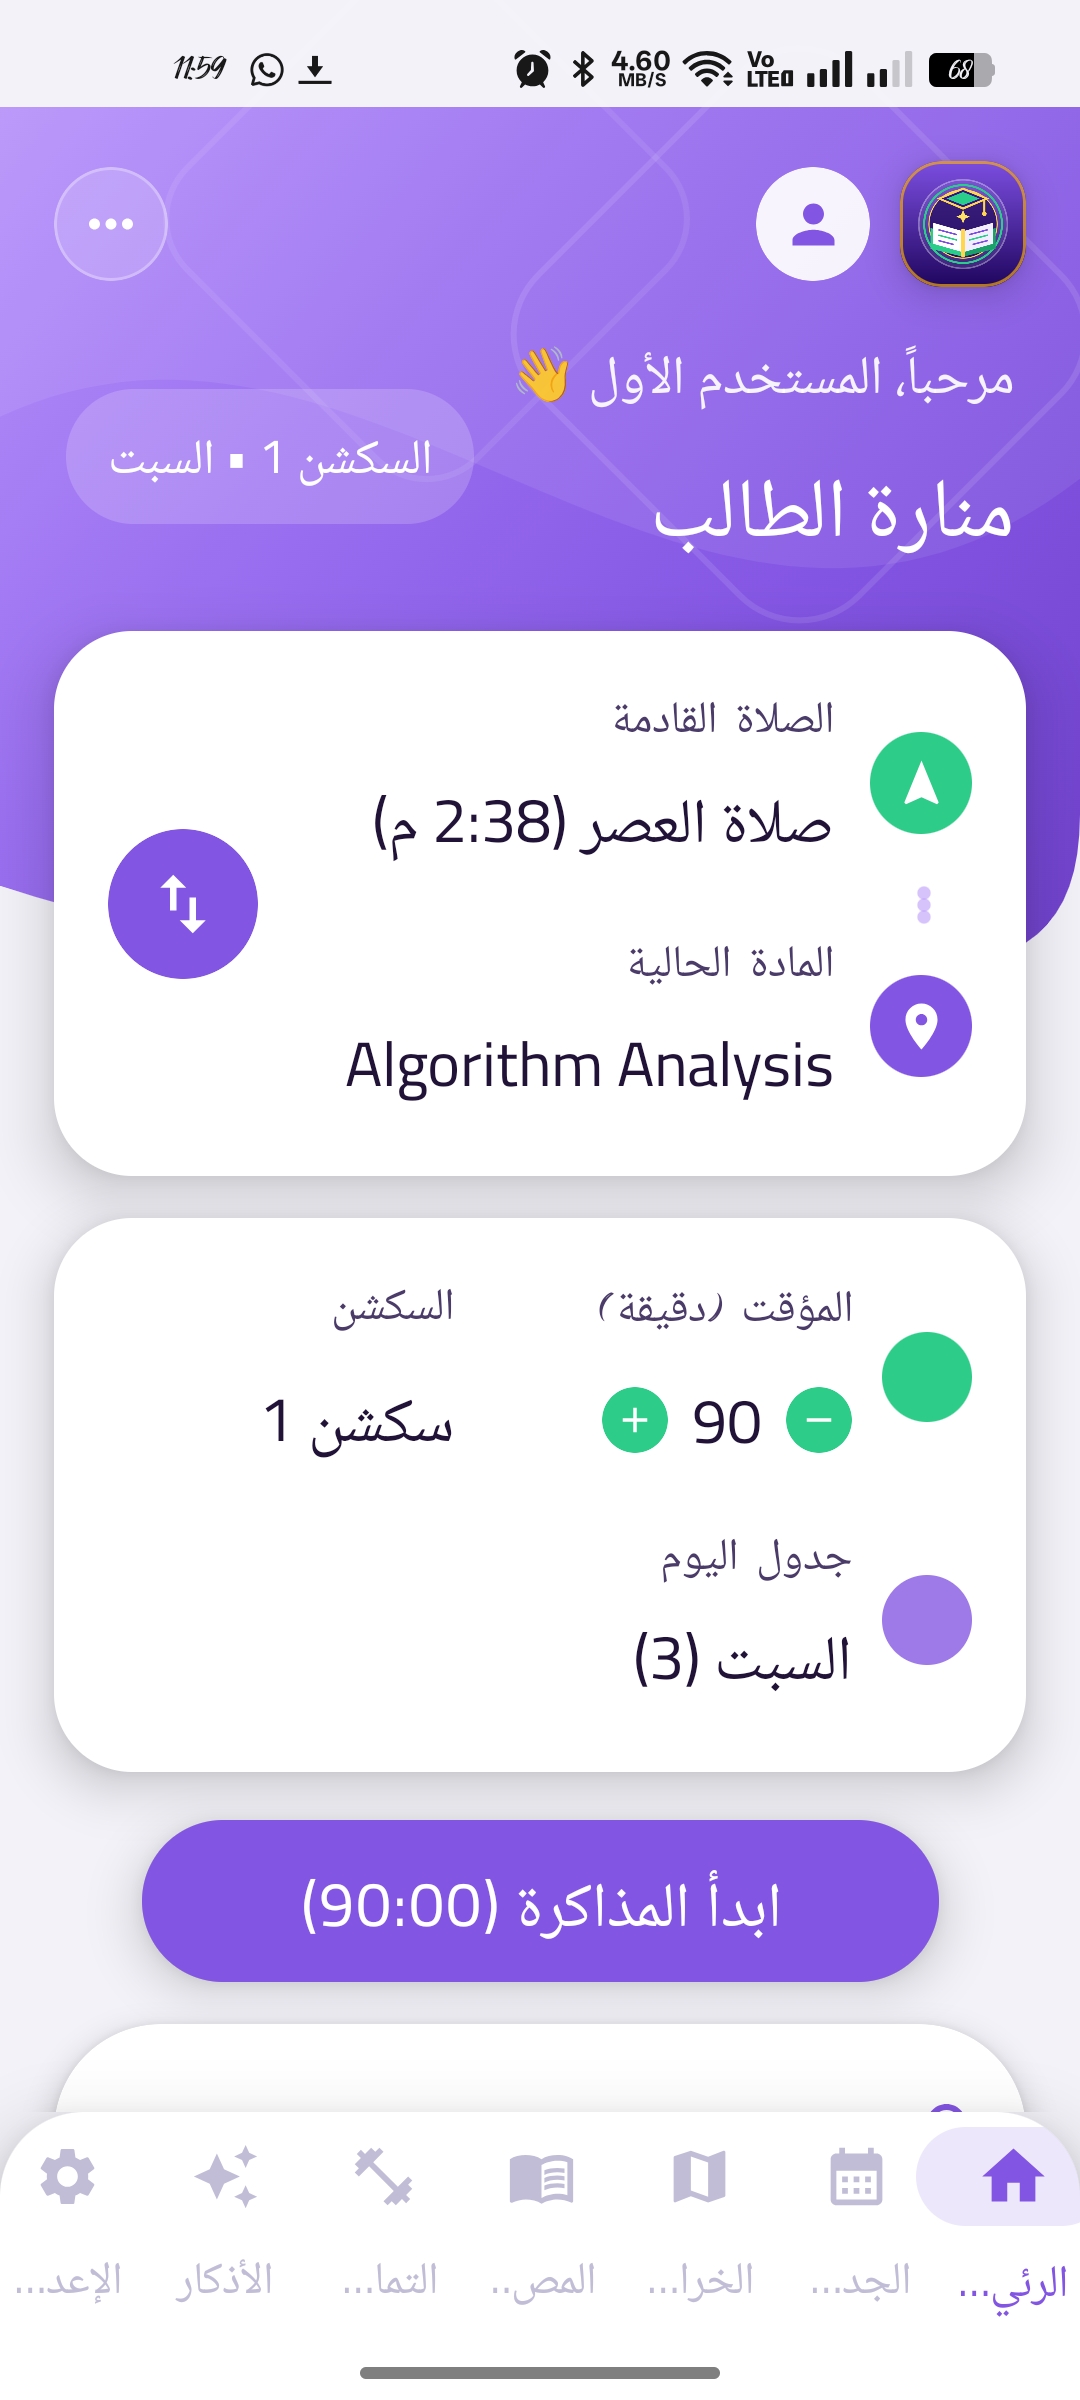 11:59
4.60 MB/S
Vo LTE
68
مرحباً، المستخدم الأول 👋
السكشن 1 ▪ السبت
منارة الطالب
الصلاة القادمة
صلاة العصر (2:38 م)
المادة الحالية
Algorithm Analysis
المؤقت (دقيقة)
السكشن
− 90 +
سكشن 1
جدول اليوم
السبت (3)
ابدأ المذاكرة (90:00)
الرئي...
الجد...
الخرا...
المص..
التما...
الأذكار
الإعد...